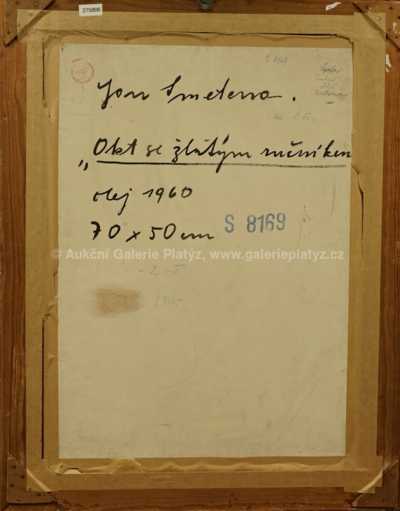 Jan Smetana.
„Akt se žlutým ručníkem
olej 1960
70 x 50 cm
S 8169
© Aukční Galerie Platýz, www.galerieplatyz.cz